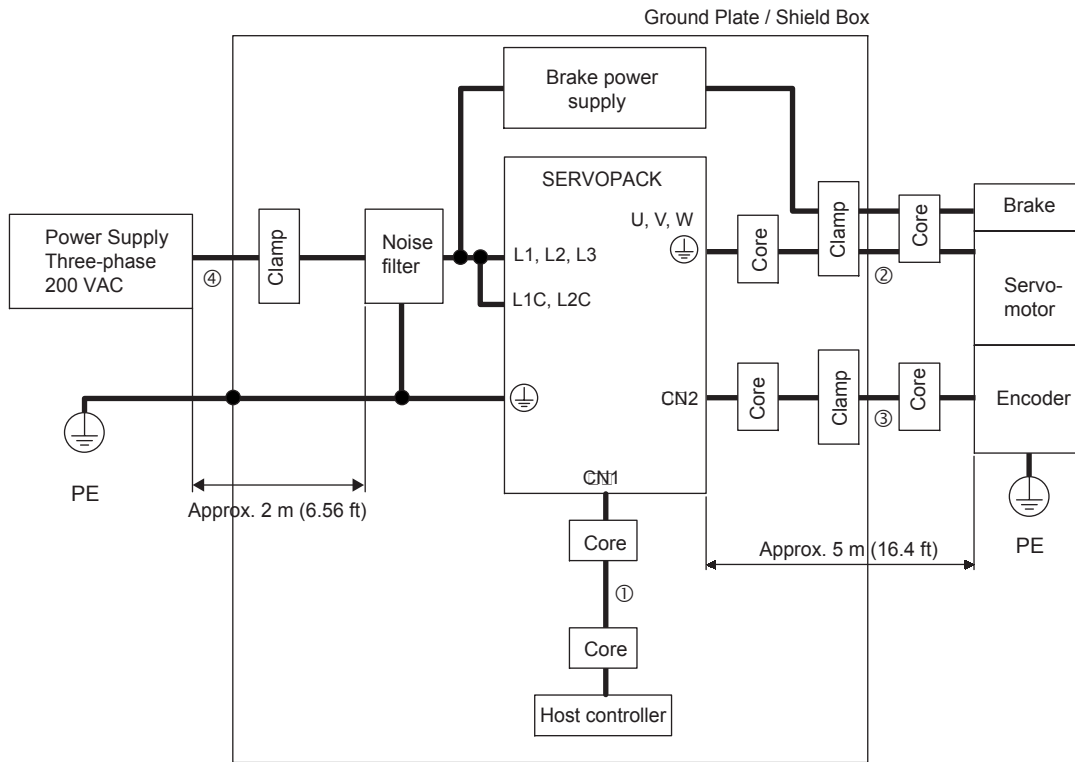 Ground Plate / Shield Box
Brake power
supply
SERVOPACK
U, V, W
Power Supply
Three-phase
200 VAC
④
Clamp
Noise
filter
L1, L2, L3
L1C, L2C
Core
Clamp
Core
②
Brake
Servo-
motor
CN2
Core
Clamp
③
Core
Encoder
PE
Approx. 2 m (6.56 ft)
CN1
Core
①
Core
Host controller
Approx. 5 m (16.4 ft)
PE